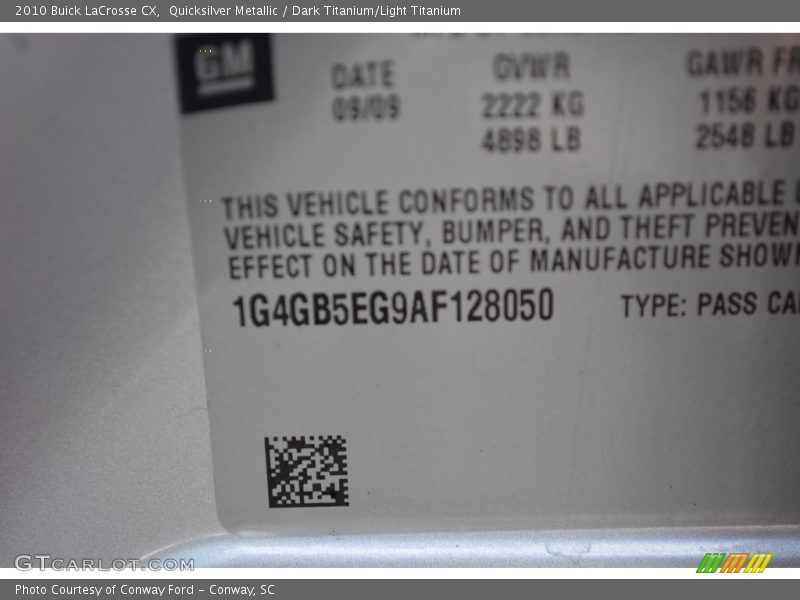 2010 Buick LaCrosse CX,  Quicksilver Metallic / Dark Titanium/Light Titanium
GM
DATE GVWR GAWR FR
09/09 2222 KG 1156 KG
4898 LB 2548 LB
THIS VEHICLE CONFORMS TO ALL APPLICABLE
VEHICLE SAFETY, BUMPER, AND THEFT PREVEN
EFFECT ON THE DATE OF MANUFACTURE SHOWN
1G4GB5EG9AF128050 TYPE: PASS CAR
GTcarlot.com
Photo Courtesy of Conway Ford – Conway, SC